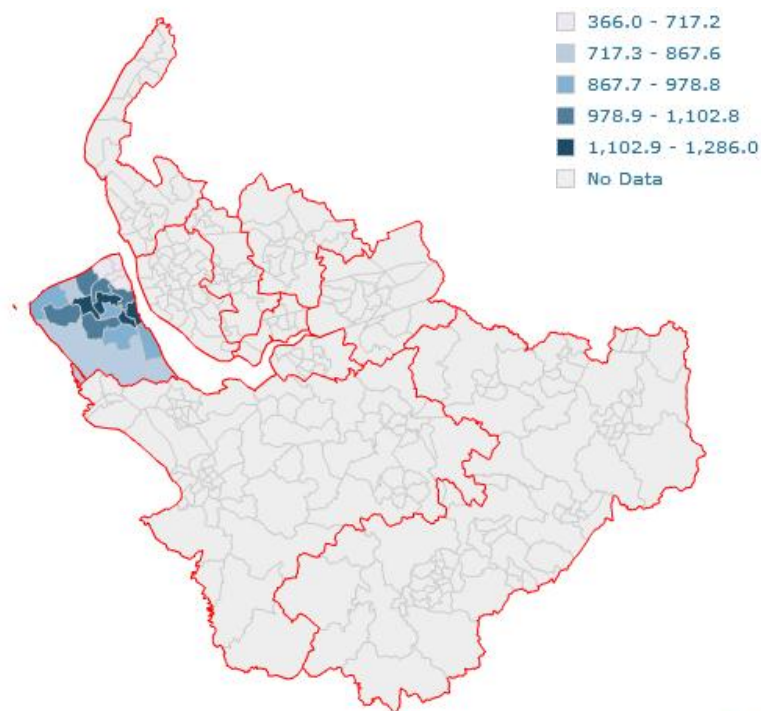 366.0 - 717.2
717.3 - 867.6
867.7 - 978.8
978.9 - 1,102.8
1,102.9 - 1,286.0
No Data